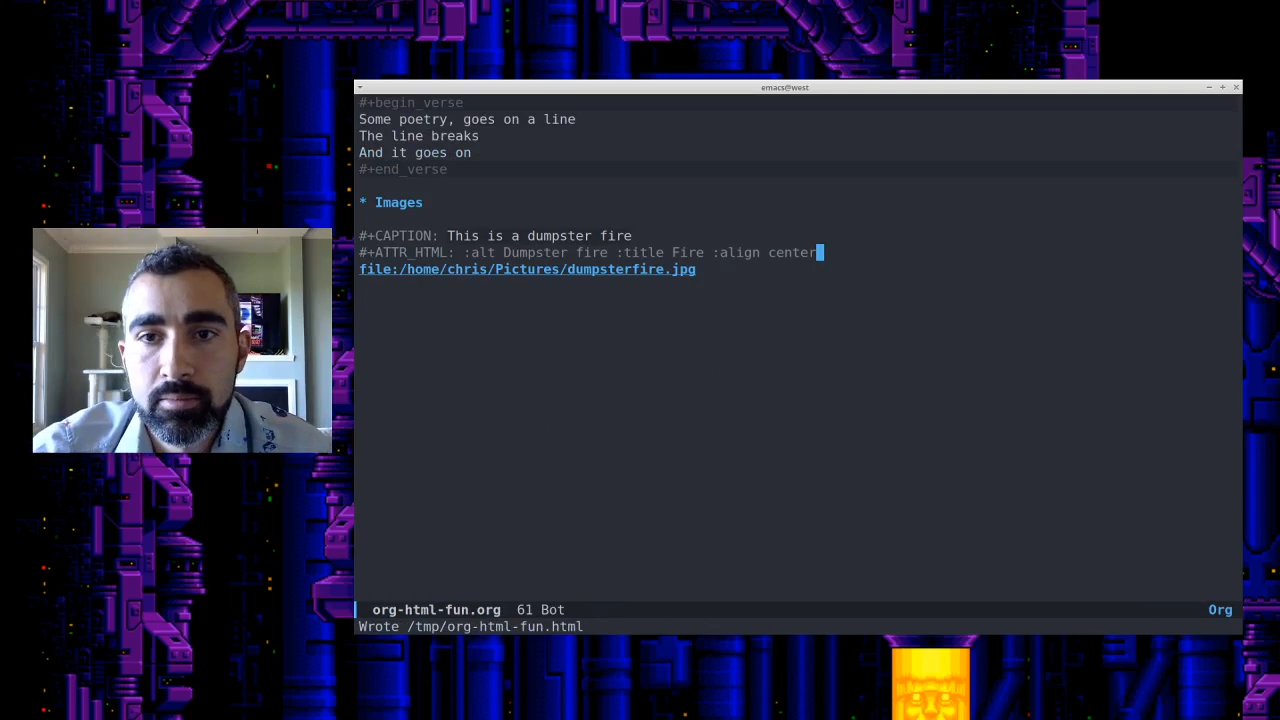 emacs@west
#+begin_verse
Some poetry, goes on a line
The line breaks
And it goes on
#+end_verse
* Images
#+CAPTION: This is a dumpster fire
#+ATTR_HTML: :alt Dumpster fire :title Fire :align center
file:/home/chris/Pictures/dumpsterfire.jpg
org-html-fun.org 61 Bot Org
Wrote /tmp/org-html-fun.html